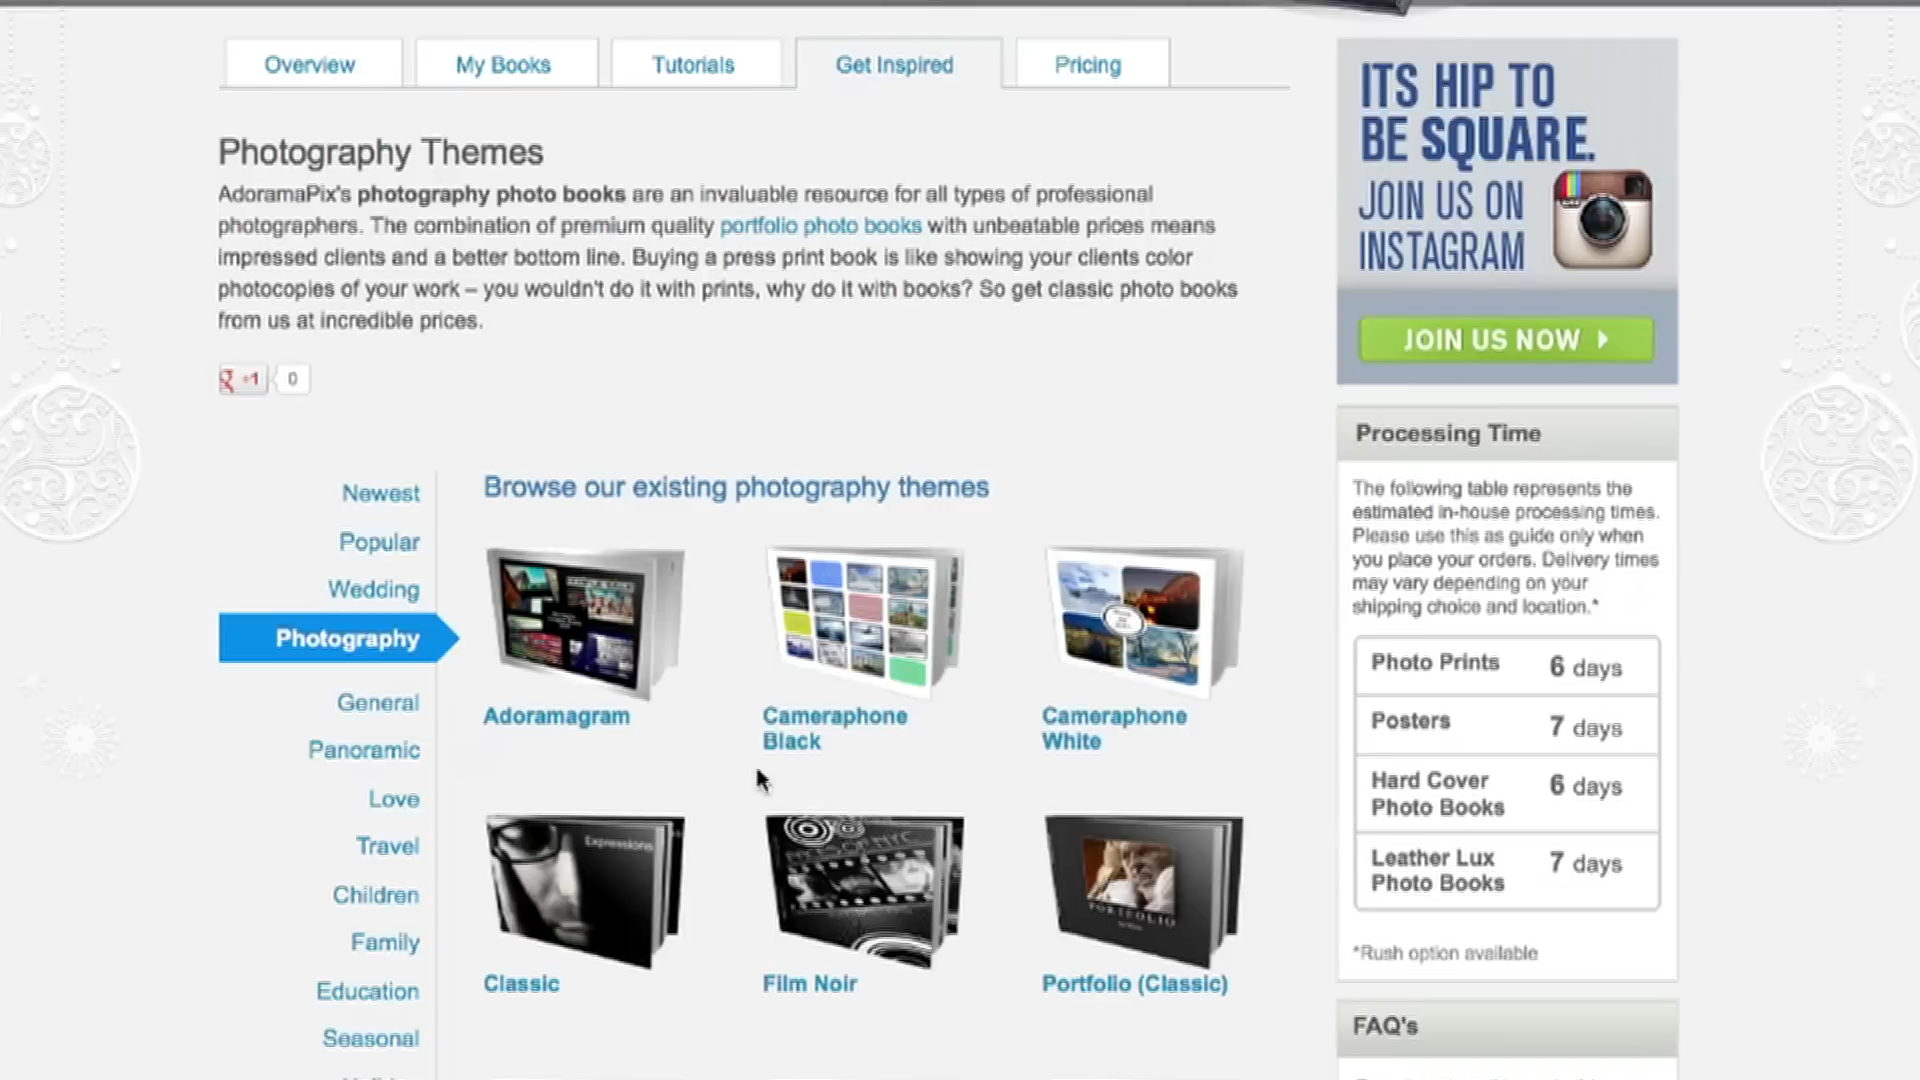 Overview
My Books
Tutorials
Get Inspired
Pricing
Photography Themes
AdoramaPix's photography photo books are an invaluable resource for all types of professional
photographers. The combination of premium quality portfolio photo books with unbeatable prices means
impressed clients and a better bottom line. Buying a press print book is like showing your clients color
photocopies of your work – you wouldn't do it with prints, why do it with books? So get classic photo books
from us at incredible prices.
+1
0
Newest
Popular
Wedding
Photography
General
Panoramic
Love
Travel
Children
Family
Education
Seasonal
Browse our existing photography themes
Adoramagram
Cameraphone
Black
Cameraphone
White
Expressions
PORTFOLIO
Classic
Film Noir
Portfolio (Classic)
ITS HIP TO
BE SQUARE.
JOIN US ON
INSTAGRAM
JOIN US NOW
Processing Time
The following table represents the
estimated in-house processing times.
Please use this as guide only when
you place your orders. Delivery times
may vary depending on your
shipping choice and location.*
Photo Prints 6 days
Posters 7 days
Hard Cover
Photo Books 6 days
Leather Lux
Photo Books 7 days
*Rush option available
FAQ's